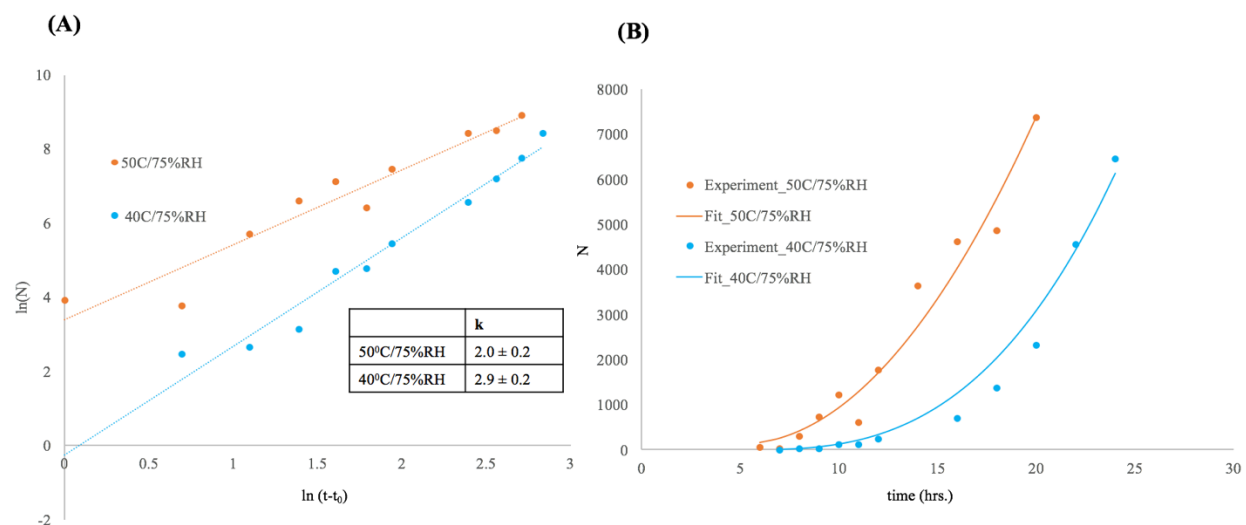 (A)
10
8
6
4
2
0
-2
ln(N)
50C/75%RH
40C/75%RH
k
50⁰C/75%RH 2.0 ± 0.2
40⁰C/75%RH 2.9 ± 0.2
0 0.5 1 1.5 2 2.5 3
ln (t-t₀)
(B)
8000
7000
6000
5000
4000
3000
2000
1000
0
N
Experiment_50C/75%RH
Fit_50C/75%RH
Experiment_40C/75%RH
Fit_40C/75%RH
0 5 10 15 20 25 30
time (hrs.)